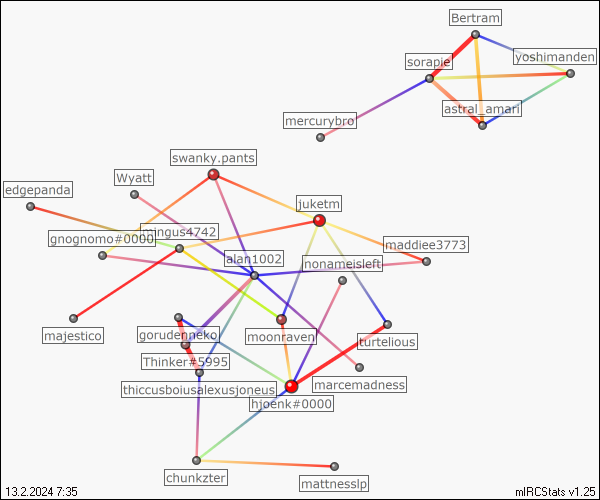 Bertram
yoshimanden
sorapie
astral_amari
mercurybro
swanky.pants
Wyatt
edgepanda
juketm
mingus4742
gnognomo#0000
maddiee3773
alan1002
nonameisleft
majestico
gorudenneko
moonraven
turtelious
Thinker#5995
marcemadness
thiccusboiusalexusjoneus
hjoenk#0000
chunkzter
mattnesslp
13.2.2024 7:35
mIRCStats v1.25